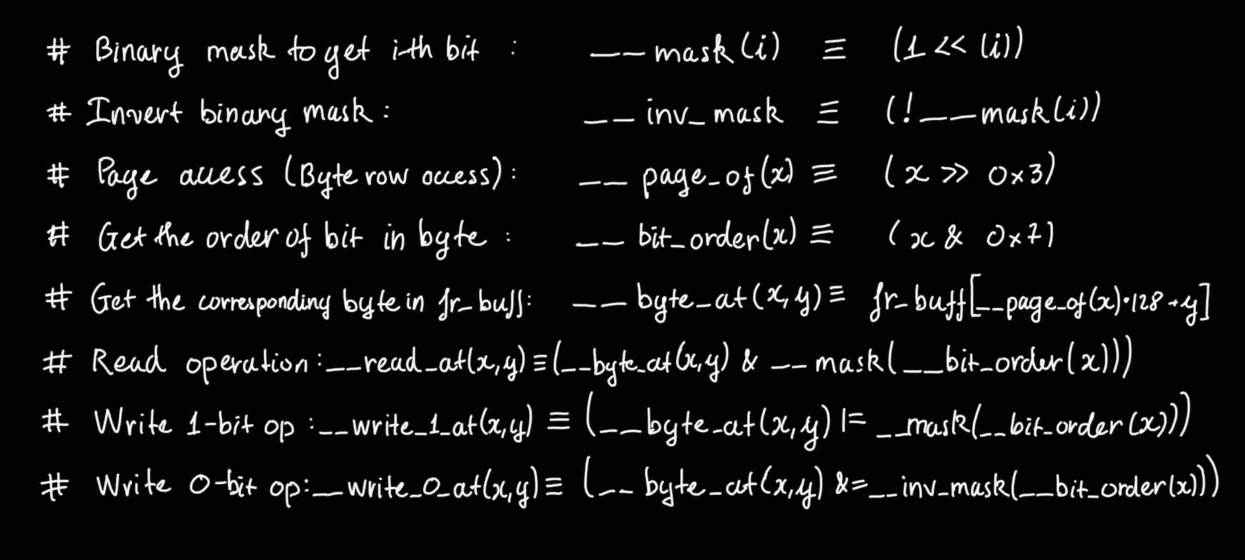 # Binary mask to get i-th bit : __mask(i) ≡ (1 << (i))
# Invert binary mask : __inv_mask ≡ (!__mask(i))
# Page access (Byte row access) : __page_of(x) ≡ (x >> 0x3)
# Get the order of bit in byte : __bit_order(x) ≡ (x & 0x7)
# Get the corresponding byte in fr_buff: __byte_at(x,y) ≡ fr_buff[__page_of(x)·128+y]
# Read operation : __read_at(x,y) ≡ (__byte_at(x,y) & __mask(__bit_order(x)))
# Write 1-bit op : __write_1_at(x,y) ≡ (__byte_at(x,y) |= __mask(__bit_order(x)))
# Write 0-bit op : __write_0_at(x,y) ≡ (__byte_at(x,y) &= __inv_mask(__bit_order(x)))